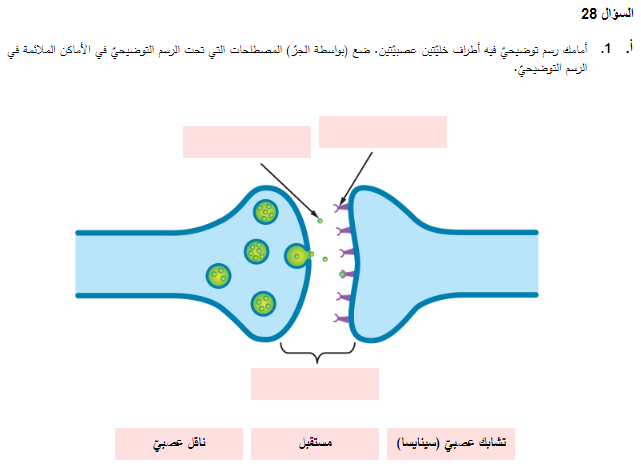 السؤال 28
أ. 1. أمامك رسم توضيحيّ فيه أطراف خليّتين عصبيّتين. ضع (بواسطة الجرّ) المصطلحات التي تحت الرسم التوضيحيّ في الأماكن الملائمة في
الرسم التوضيحيّ.
تشابك عصبيّ (سينابسا)
مستقبل
ناقل عصبيّ